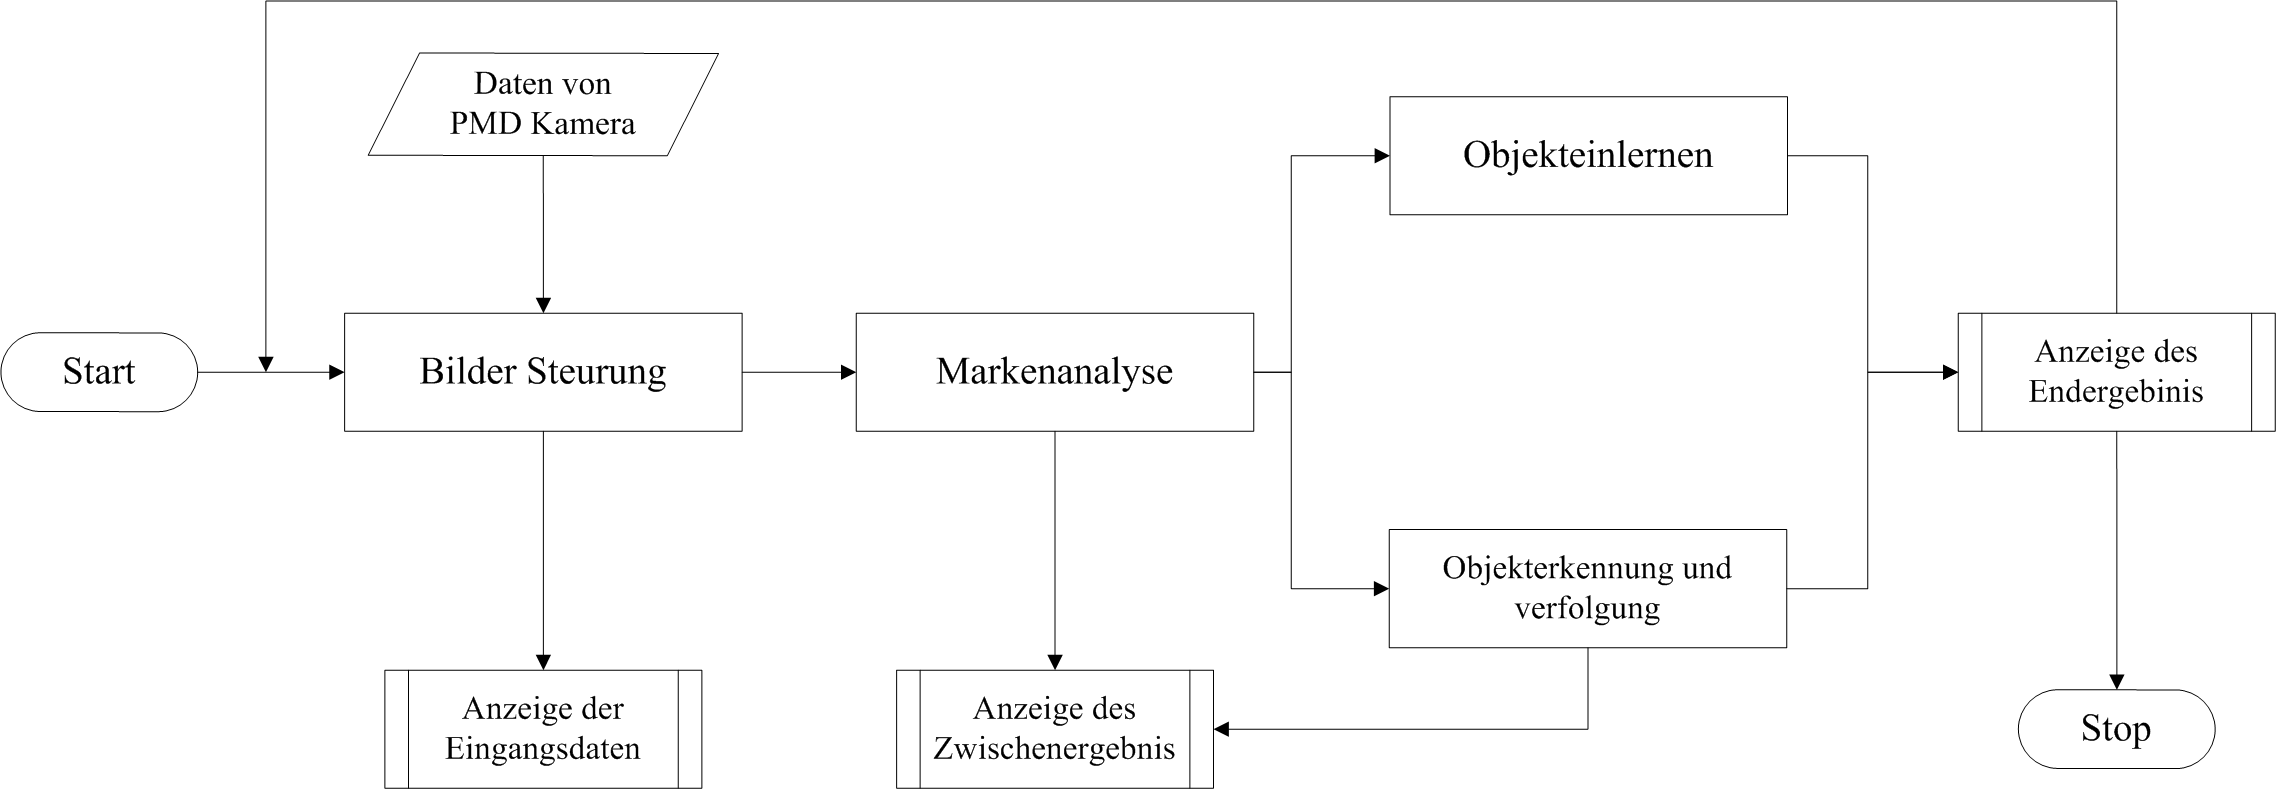 Daten von
PMD Kamera
Objekteinlernen
Start
Bilder Steurung
Markenanalyse
Anzeige des
Endergebinis
Objekterkennung und
verfolgung
Anzeige der
Eingangsdaten
Anzeige des
Zwischenergebnis
Stop